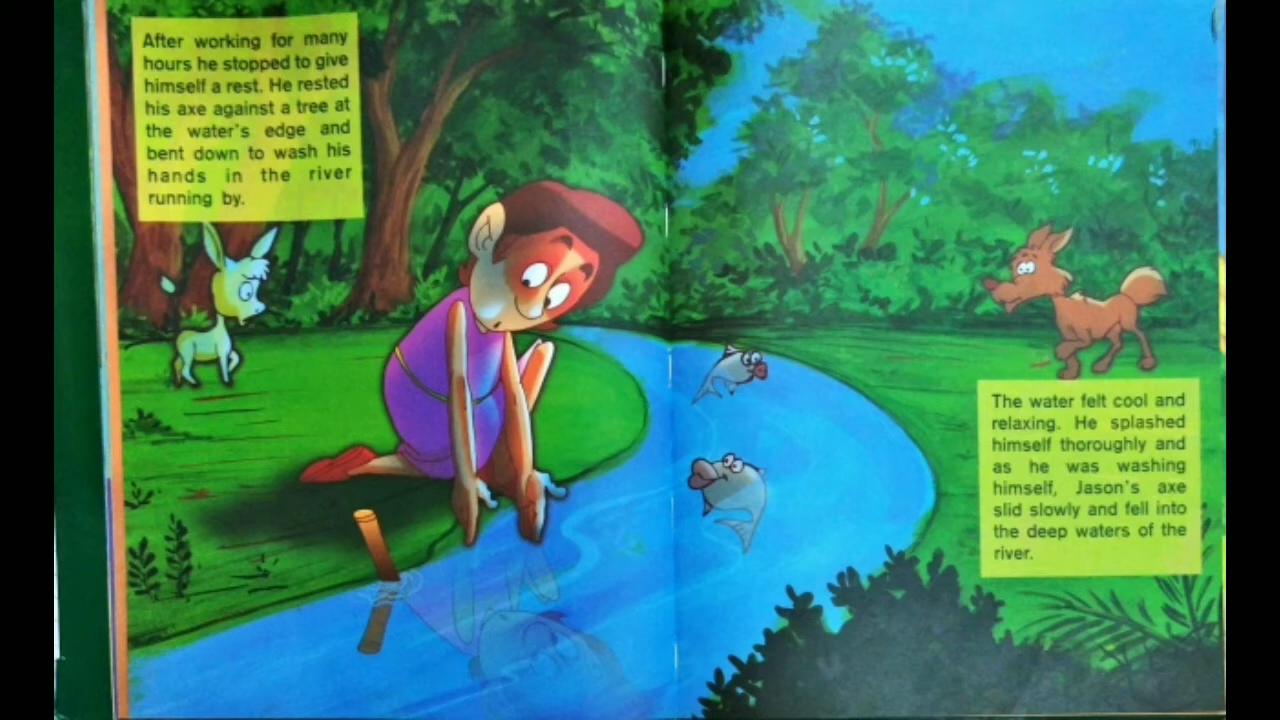 After working for many
hours he stopped to give
himself a rest. He rested
his axe against a tree at
the water's edge and
bent down to wash his
hands in the river
running by.
The water felt cool and
relaxing. He splashed
himself thoroughly and
as he was washing
himself, Jason's axe
slid slowly and fell into
the deep waters of the
river.